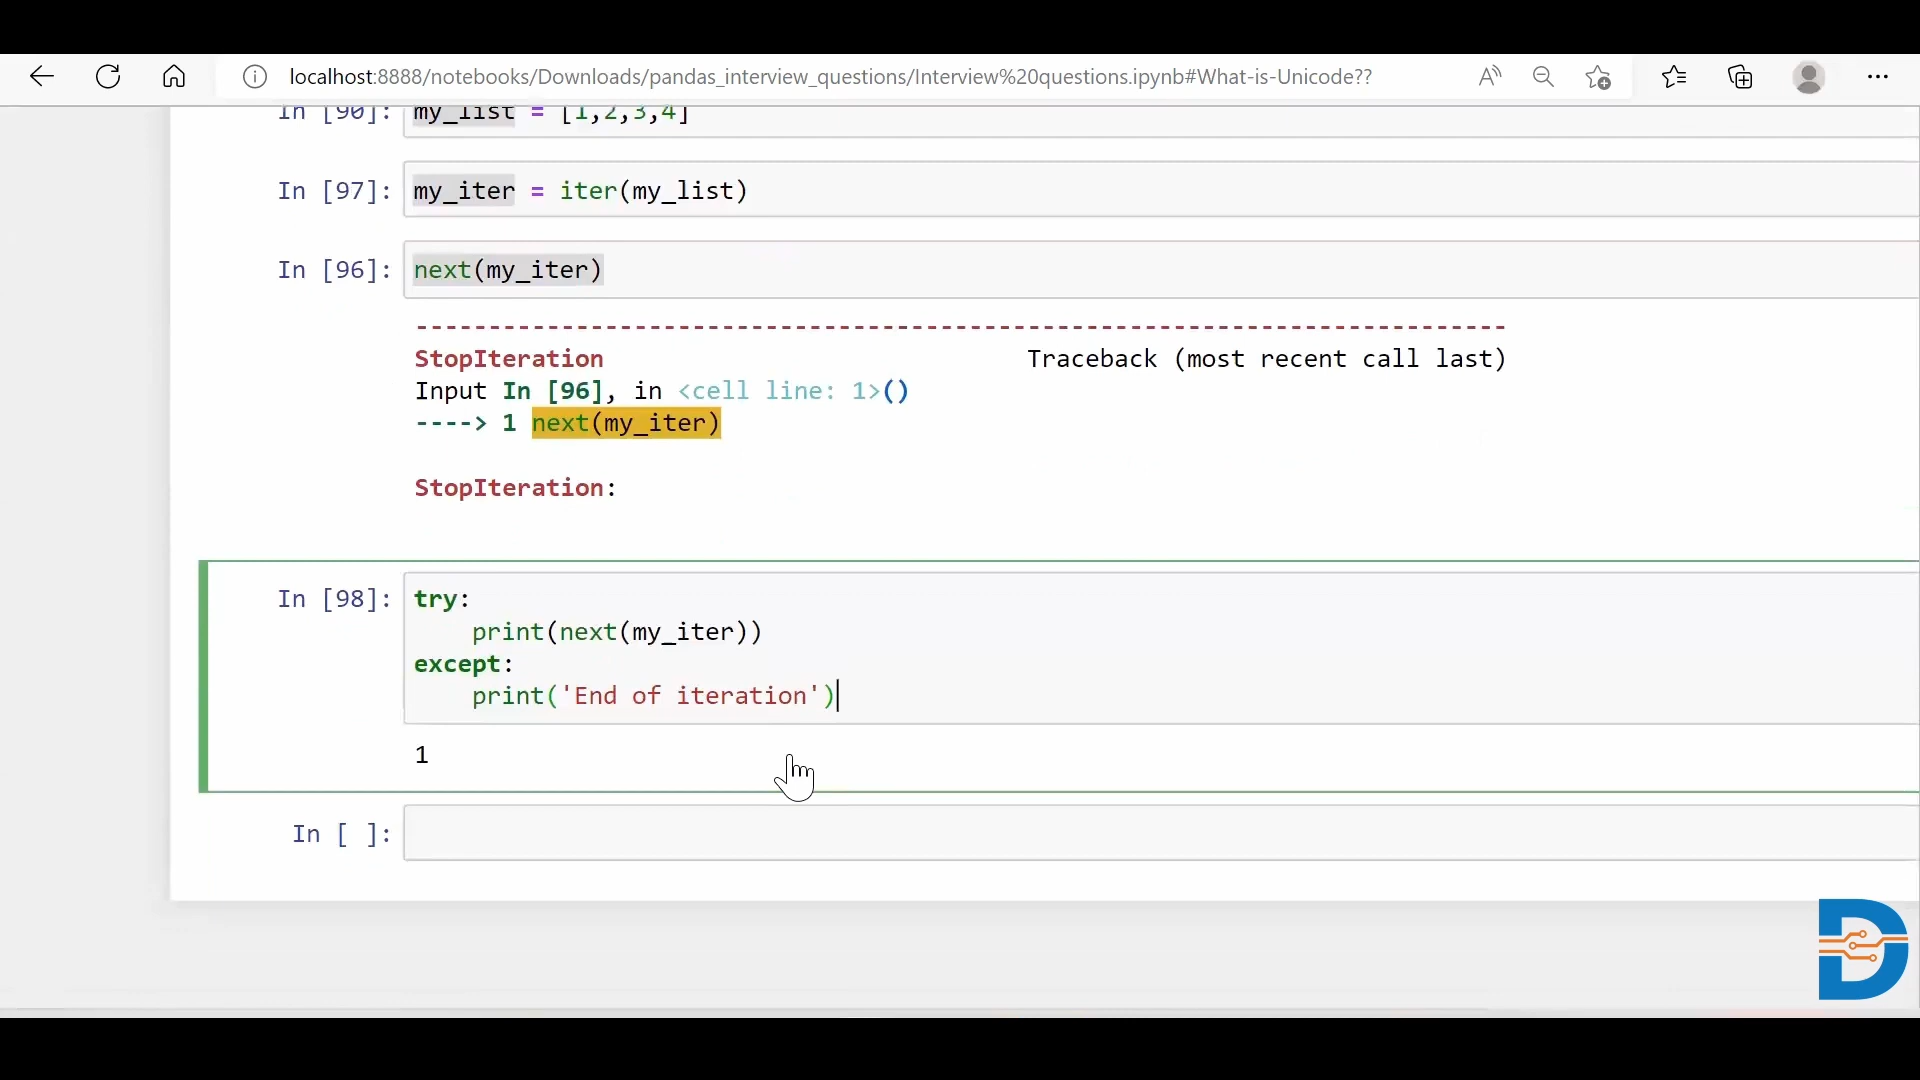 localhost:8888/notebooks/Downloads/pandas_interview_questions/Interview%20questions.ipynb#What-is-Unicode??
In [90]: my_list = [1,2,3,4]
In [97]: my_iter = iter(my_list)
In [96]: next(my_iter)
---------------------------------------------------------------------------
StopIteration Traceback (most recent call last)
Input In [96], in <cell line: 1>()
----> 1 next(my_iter)
StopIteration:
In [98]: try:
print(next(my_iter))
except:
print('End of iteration')
1
In [ ]: